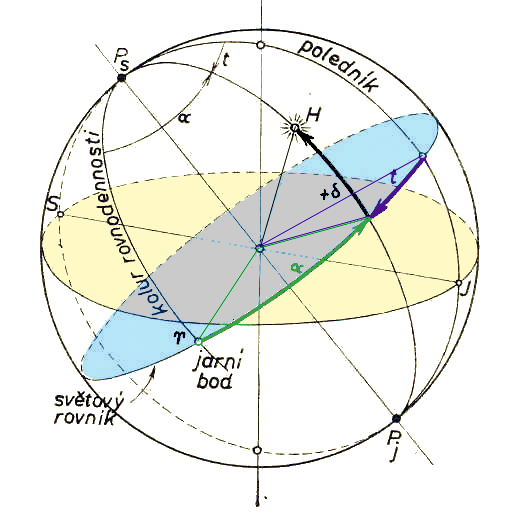 Ps
t
poledník
α
H
kolur rovnodennosti
+δ
t
S
α
J
γ
jarní
bod
světový
rovník
Pj